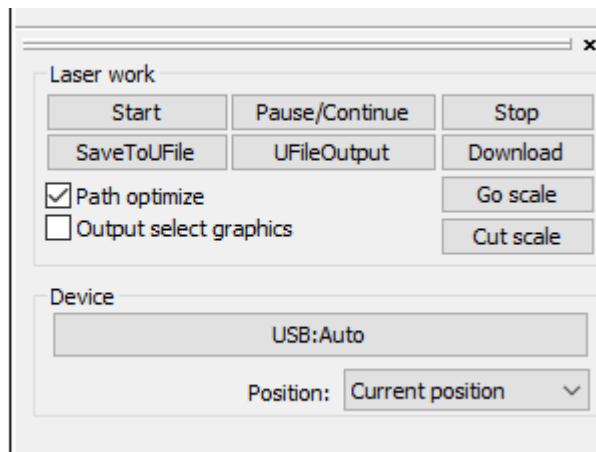 x
Laser work
Start Pause/Continue Stop
SaveToUFile UFileOutput Download
Path optimize Go scale
Output select graphics Cut scale
Device
USB:Auto
Position: Current position